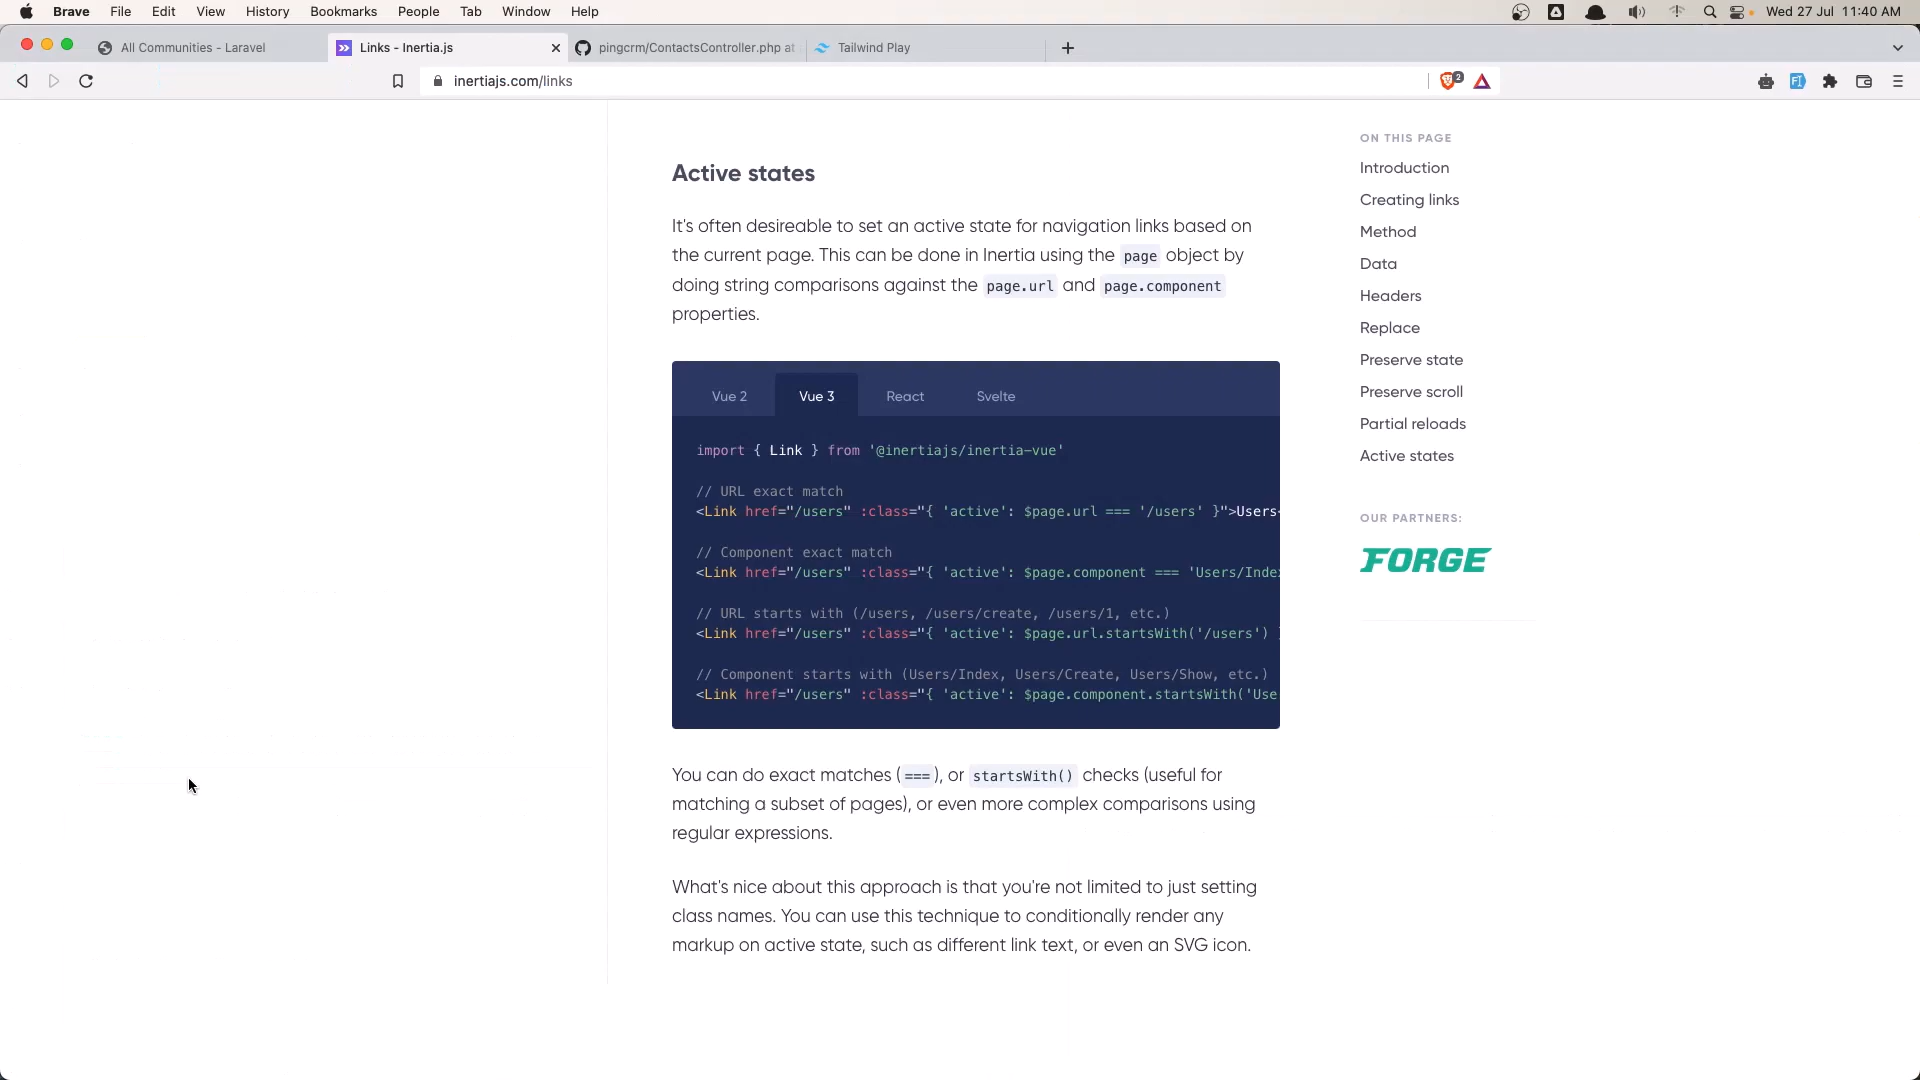 Brave File Edit View History Bookmarks People Tab Window Help Wed 27 Jul 11:40 AM
All Communities - Laravel
Links - Inertia.js
pingcrm/ContactsController.php at
Tailwind Play
inertiajs.com/links
2
Active states
It's often desireable to set an active state for navigation links based on
the current page. This can be done in Inertia using the page object by
doing string comparisons against the page.url and page.component
properties.
Vue 2 Vue 3 React Svelte
import { Link } from '@inertiajs/inertia-vue'
// URL exact match
<Link href="/users" :class="{ 'active': $page.url === '/users' }">Users<
// Component exact match
<Link href="/users" :class="{ 'active': $page.component === 'Users/Index
// URL starts with (/users, /users/create, /users/1, etc.)
<Link href="/users" :class="{ 'active': $page.url.startsWith('/users') }
// Component starts with (Users/Index, Users/Create, Users/Show, etc.)
<Link href="/users" :class="{ 'active': $page.component.startsWith('Use
You can do exact matches (===), or startsWith() checks (useful for
matching a subset of pages), or even more complex comparisons using
regular expressions.
What's nice about this approach is that you're not limited to just setting
class names. You can use this technique to conditionally render any
markup on active state, such as different link text, or even an SVG icon.
ON THIS PAGE
Introduction
Creating links
Method
Data
Headers
Replace
Preserve state
Preserve scroll
Partial reloads
Active states
OUR PARTNERS:
FORGE